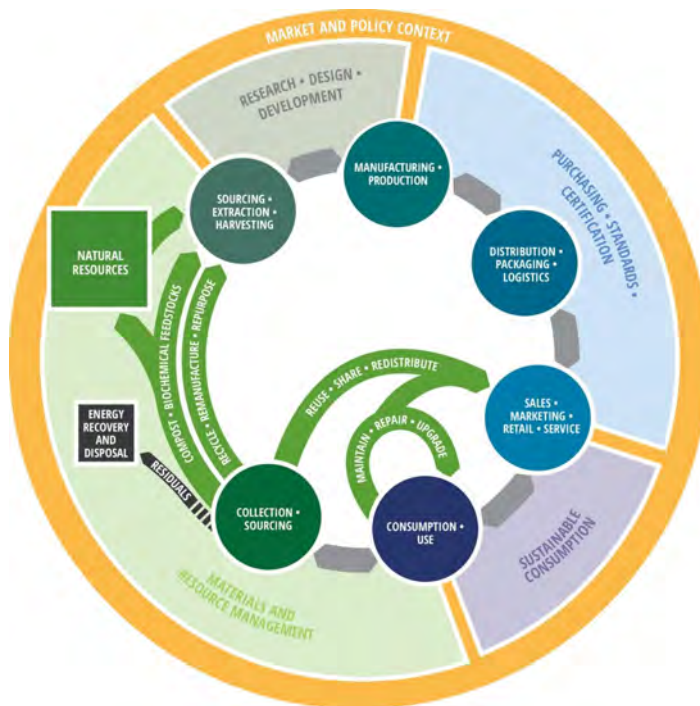 MARKET AND POLICY CONTEXT
RESEARCH • DESIGN •
DEVELOPMENT
MANUFACTURING •
PRODUCTION
PURCHASING • STANDARDS •
CERTIFICATION
SOURCING •
EXTRACTION •
HARVESTING
NATURAL
RESOURCES
DISTRIBUTION •
PACKAGING •
LOGISTICS
COMPOST • BIOCHEMICAL FEEDSTOCKS
RECYCLE • REMANUFACTURE • REPURPOSE
REUSE • SHARE • REDISTRIBUTE
MAINTAIN • REPAIR • UPGRADE
SALES •
MARKETING •
RETAIL • SERVICE
ENERGY
RECOVERY
AND
DISPOSAL
RESIDUALS
COLLECTION •
SOURCING
CONSUMPTION •
USE
SUSTAINABLE
CONSUMPTION
MATERIALS AND
RESOURCE MANAGEMENT